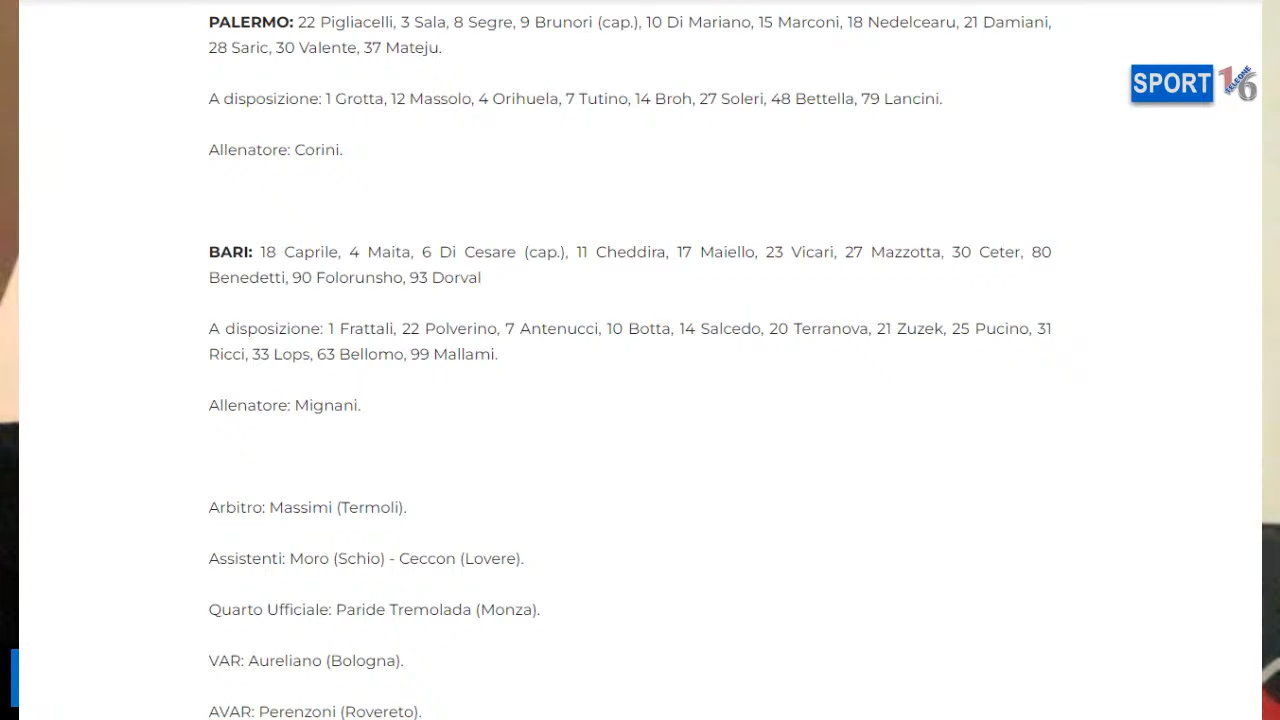 PALERMO: 22 Pigliacelli, 3 Sala, 8 Segre, 9 Brunori (cap.), 10 Di Mariano, 15 Marconi, 18 Nedelcearu, 21 Damiani,
28 Saric, 30 Valente, 37 Mateju.
SPORT 16
TELEONE
A disposizione: 1 Grotta, 12 Massolo, 4 Orihuela, 7 Tutino, 14 Broh, 27 Soleri, 48 Bettella, 79 Lancini.
Allenatore: Corini.
BARI: 18 Caprile, 4 Maita, 6 Di Cesare (cap.), 11 Cheddira, 17 Maiello, 23 Vicari, 27 Mazzotta, 30 Ceter, 80
Benedetti, 90 Folorunsho, 93 Dorval
A disposizione: 1 Frattali, 22 Polverino, 7 Antenucci, 10 Botta, 14 Salcedo, 20 Terranova, 21 Zuzek, 25 Pucino, 31
Ricci, 33 Lops, 63 Bellomo, 99 Mallami.
Allenatore: Mignani.
Arbitro: Massimi (Termoli).
Assistenti: Moro (Schio) - Ceccon (Lovere).
Quarto Ufficiale: Paride Tremolada (Monza).
VAR: Aureliano (Bologna).
AVAR: Perenzoni (Rovereto).